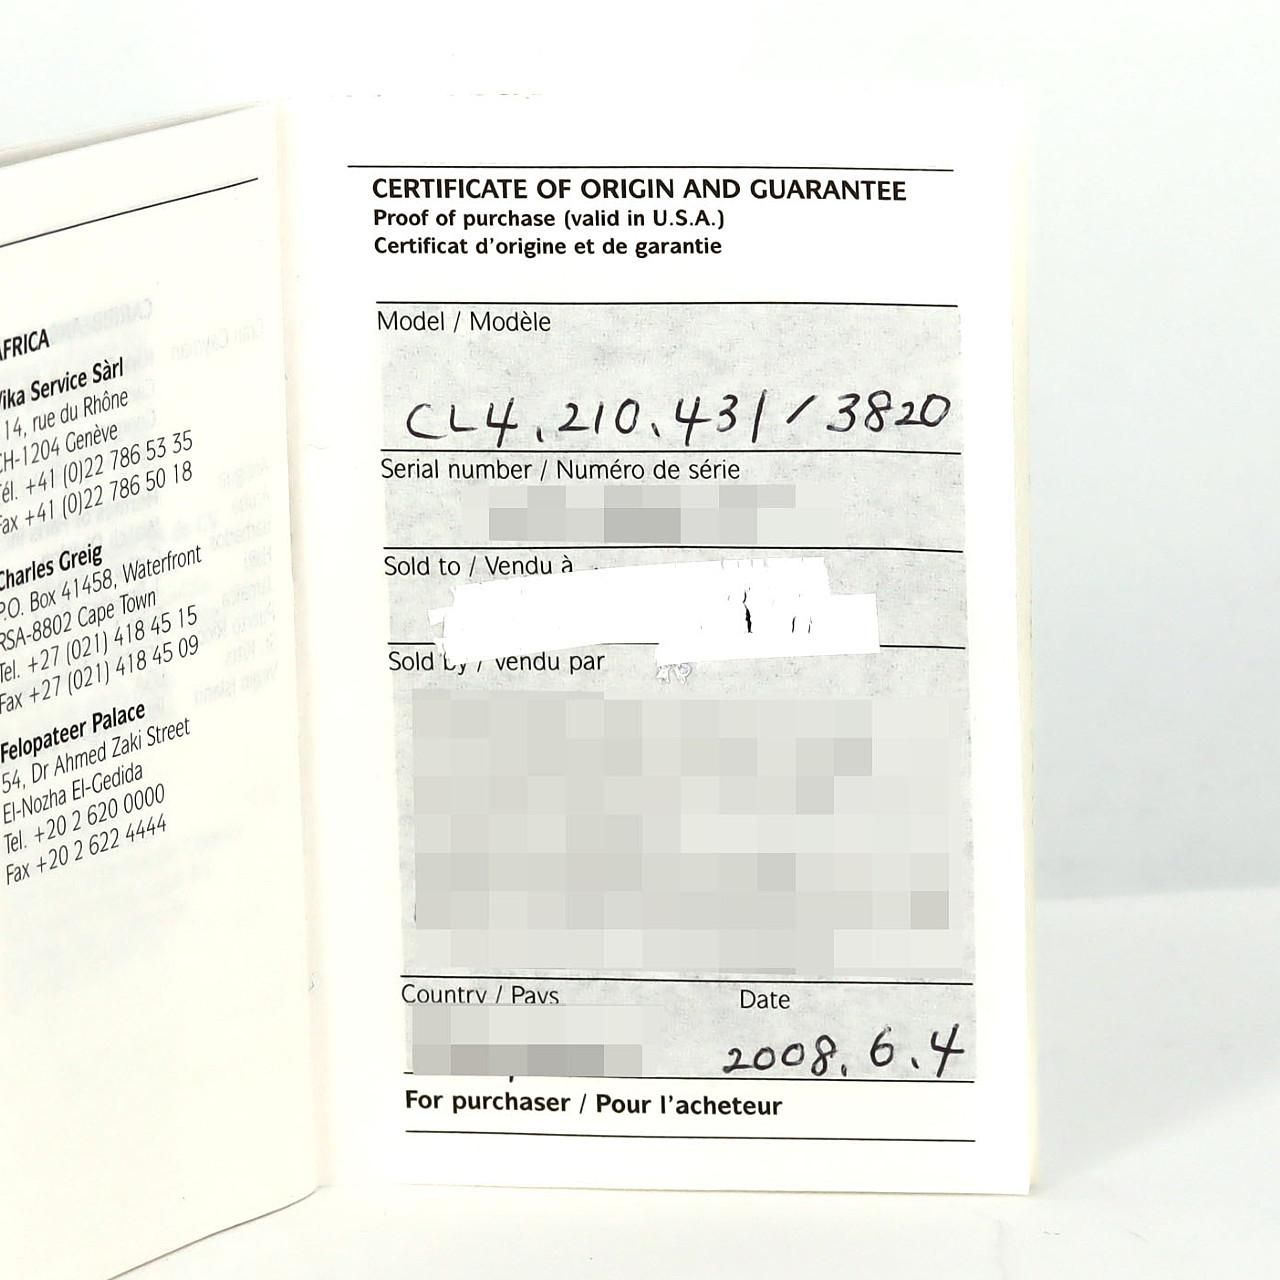 AFRICA
14, rue du Rhône
CH-1204 Genève
Tél. +41 (0)22 786 53 35
Fax +41 (0)22 786 50 18
Charles Greig
P.O. Box 41458, Waterfront
RSA-8802 Cape Town
Tel. +27 (021) 418 45 15
Fax +27 (021) 418 45 09
Felopateer Palace
54, Dr Ahmed Zaki Street
El-Nozha El-Gedida
Tel. +20 2 620 0000
Fax +20 2 622 4444
CERTIFICATE OF ORIGIN AND GUARANTEE
Proof of purchase (valid in U.S.A.)
Certificat d'origine et de garantie
Model / Modèle
CL4.210.431/3820
Serial number / Numéro de série
Sold to / Vendu à
Sold by / Vendu par
Country / Pays Date
2008.6.4
For purchaser / Pour l'acheteur